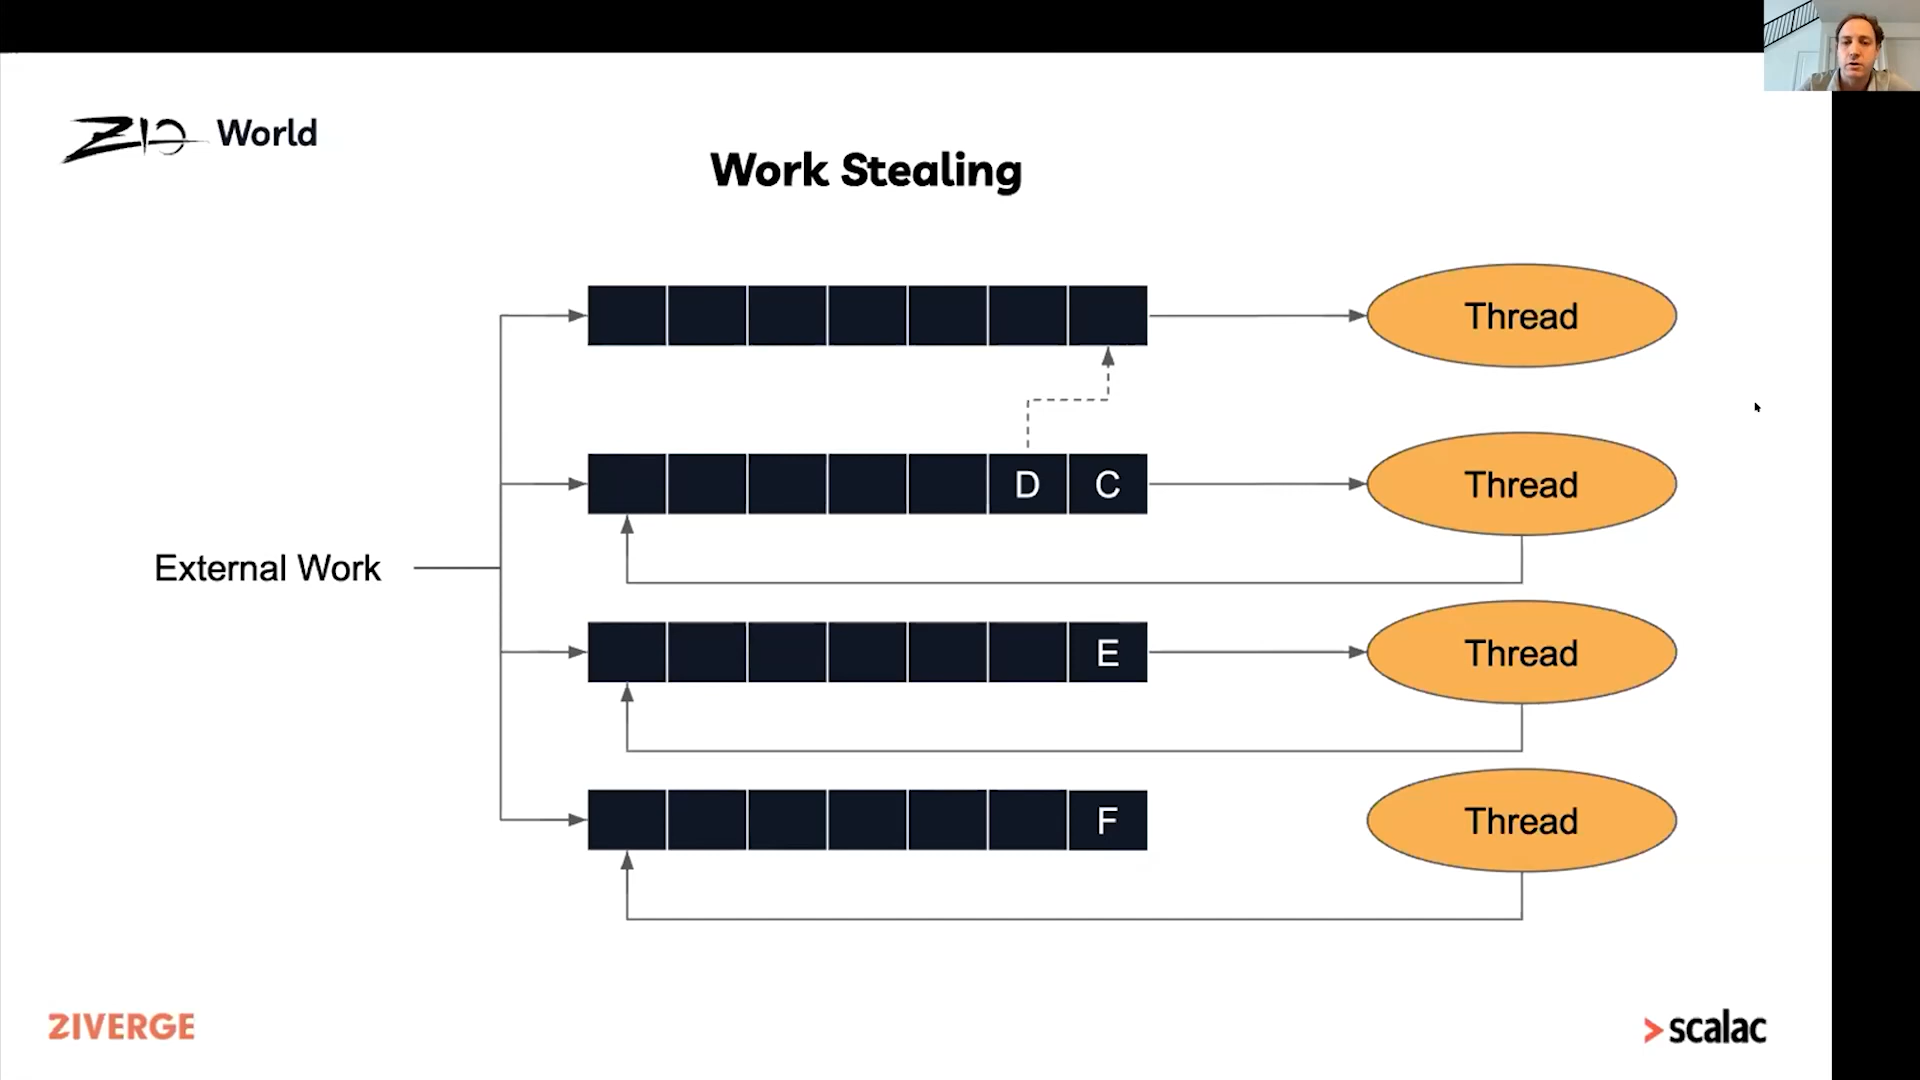 ZIO World
Work Stealing
Thread
D C
Thread
External Work
E
Thread
F
Thread
ZIVERGE
scalac